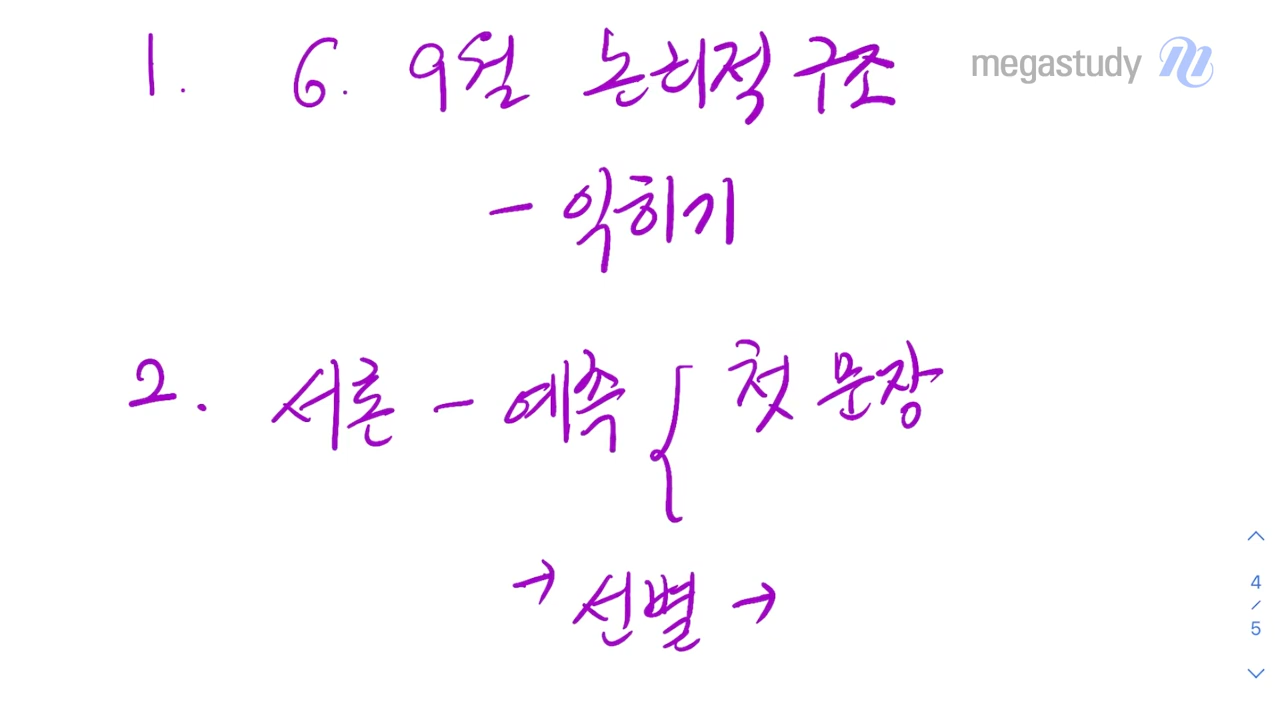 1. 6. 9월 논리적 구조
megastudy
- 익히기
2. 서론 - 예측 { 첫 문장
→ 선별 →
4
/
5